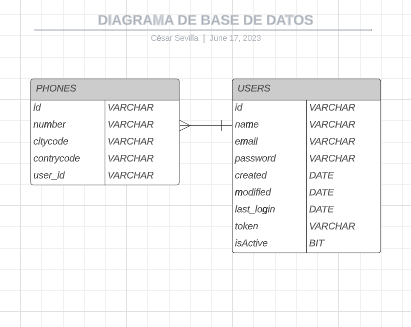 DIAGRAMA DE BASE DE DATOS
César Sevilla | June 17, 2023
PHONES
id VARCHAR
number VARCHAR
citycode VARCHAR
contrycode VARCHAR
user_id VARCHAR
USERS
id VARCHAR
name VARCHAR
email VARCHAR
password VARCHAR
created DATE
modified DATE
last_login DATE
token VARCHAR
isActive BIT